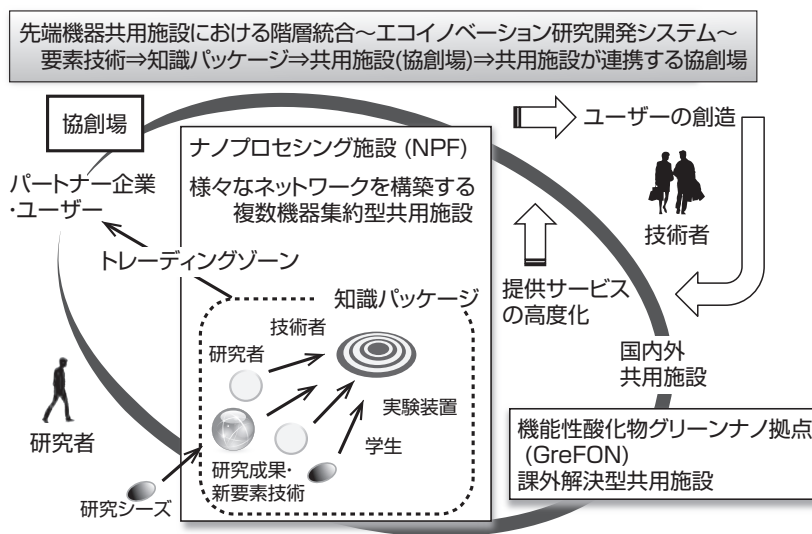 先端機器共用施設における階層統合～エコイノベーション研究開発システム～
要素技術⇒知識パッケージ⇒共用施設(協創場)⇒共用施設が連携する協創場
協創場
パートナー企業
・ユーザー
ナノプロセシング施設 (NPF)
様々なネットワークを構築する
複数機器集約型共用施設
トレーディングゾーン
知識パッケージ
技術者
研究者
実験装置
学生
研究成果・
新要素技術
研究シーズ
研究者
ユーザーの創造
技術者
提供サービス
の高度化
国内外
共用施設
機能性酸化物グリーンナノ拠点
(GreFON)
課外解決型共用施設